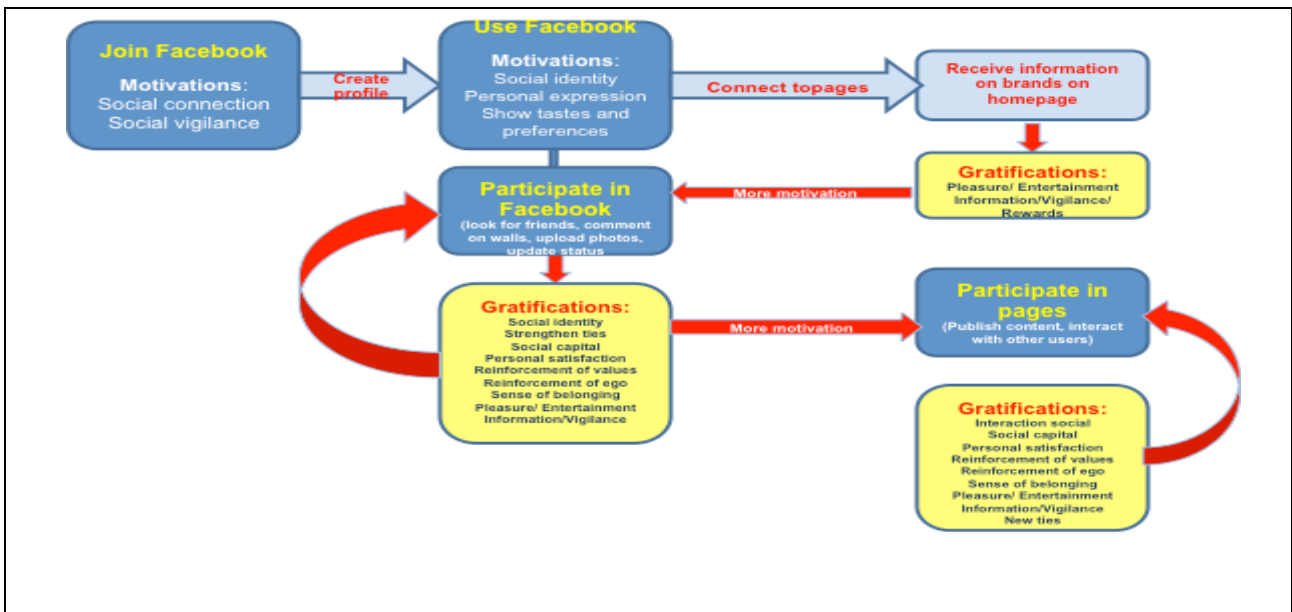 Join Facebook
Motivations:
Social connection
Social vigilance
Create
profile
Use Facebook
Motivations:
Social identity
Personal expression
Show tastes and
preferences
Connect topages
Receive information
on brands on
homepage
Gratifications:
Pleasure/ Entertainment
Information/Vigilance/
Rewards
More motivation
Participate in
Facebook
(look for friends, comment
on walls, upload photos,
update status
Gratifications:
Social identity
Strengthen ties
Social capital
Personal satisfaction
Reinforcement of values
Reinforcement of ego
Sense of belonging
Pleasure/ Entertainment
Information/Vigilance
More motivation
Participate in
pages
(Publish content, interact
with other users)
Gratifications:
Interaction social
Social capital
Personal satisfaction
Reinforcement of values
Reinforcement of ego
Sense of belonging
Pleasure/ Entertainment
Information/Vigilance
New ties